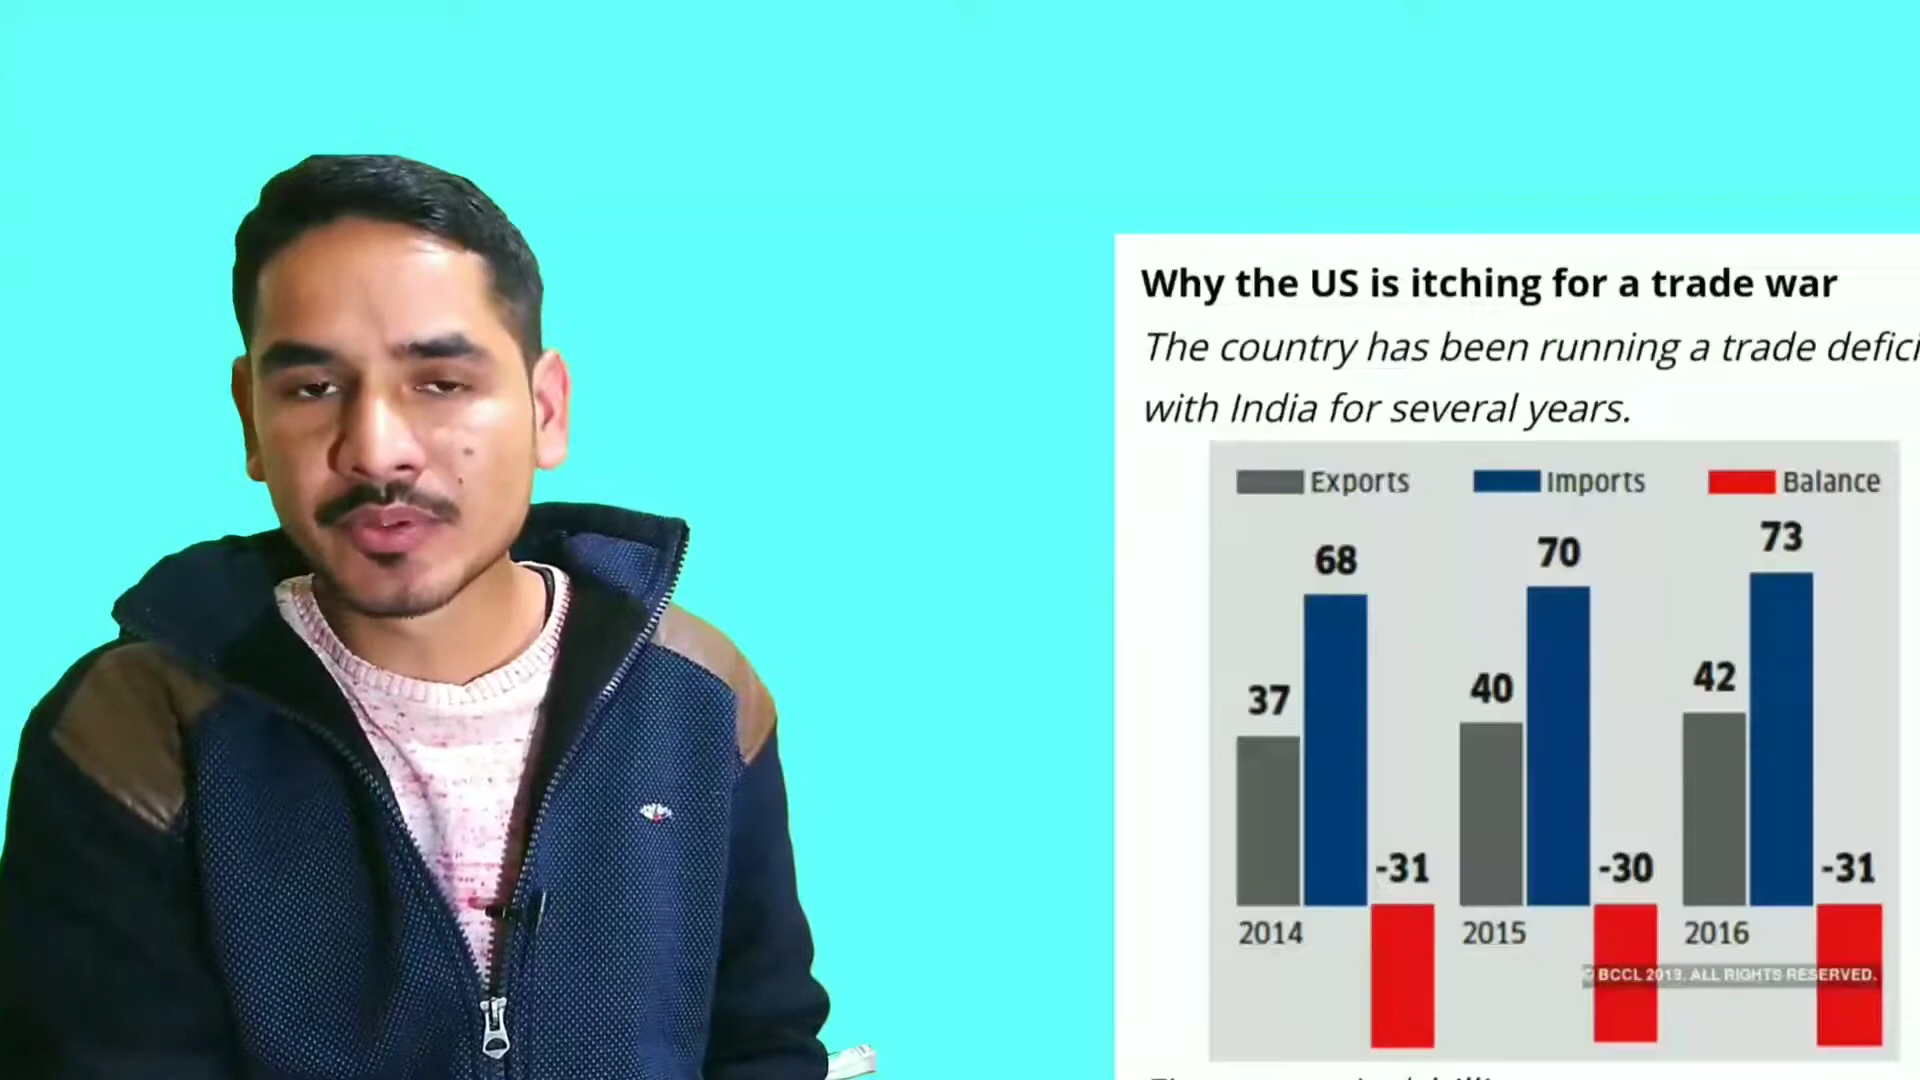 Why the US is itching for a trade war
The country has been running a trade defici
with India for several years.
Exports Imports Balance
68 70 73
37 40 42
-31 -30 -31
2014 2015 2016
© BCCL 2013. ALL RIGHTS RESERVED.